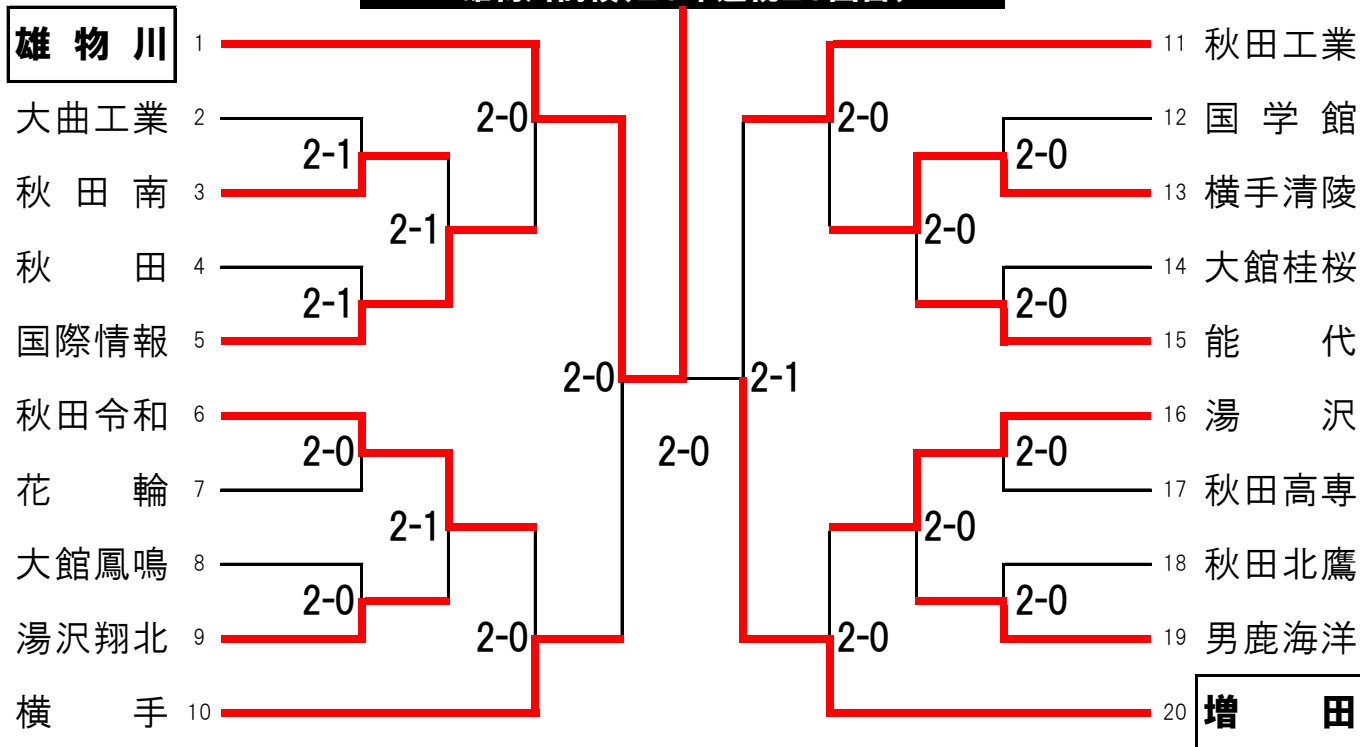 雄物川 1
大曲工業 2
秋田南 3
秋田 4
国際情報 5
秋田令和 6
花輪 7
大館鳳鳴 8
湯沢翔北 9
横手 10
2-1
2-1
2-0
2-0
2-1
2-1
2-0
2-0
2-0
2-0
2-1
2-0
2-0
2-0
2-0
2-0
2-0
2-0
2-0
11 秋田工業
12 国学館
13 横手清陵
14 大館桂桜
15 能代
16 湯沢
17 秋田高専
18 秋田北鷹
19 男鹿海洋
20 増田